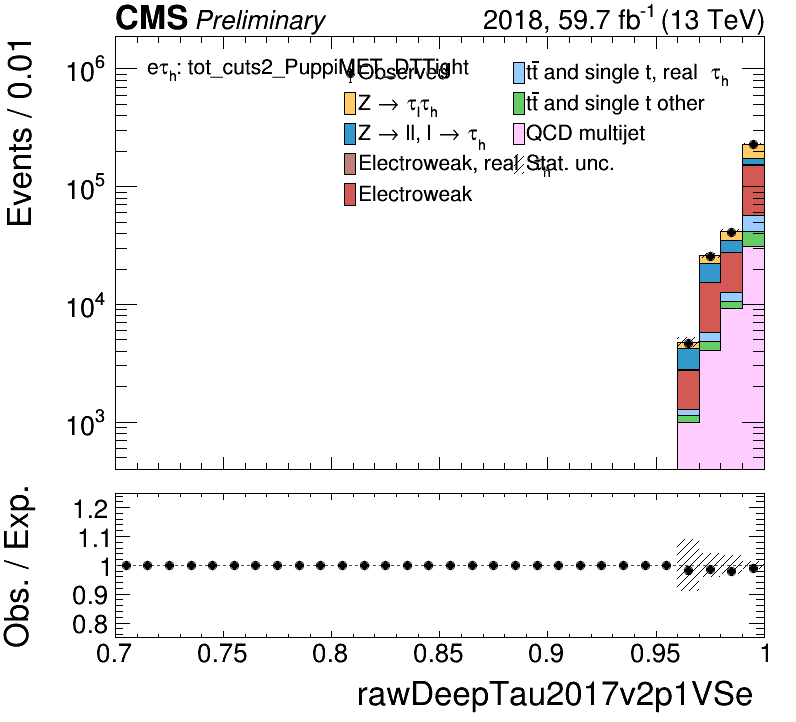 CMS Preliminary 2018, 59.7 fb⁻¹ (13 TeV)
Events / 0.01
10⁶
10⁵
10⁴
10³
eτₕ: tot_cuts2_PuppiMET_DTTight
Observed
Z → τₗτₕ
Z → ll, l → τₕ
Electroweak, real τₕ
Electroweak
tt̄ and single t, real τₕ
tt̄ and single t other
QCD multijet
Stat. unc.
Obs. / Exp.
1.2
1.1
1
0.9
0.8
0.7 0.75 0.8 0.85 0.9 0.95 1
rawDeepTau2017v2p1VSe